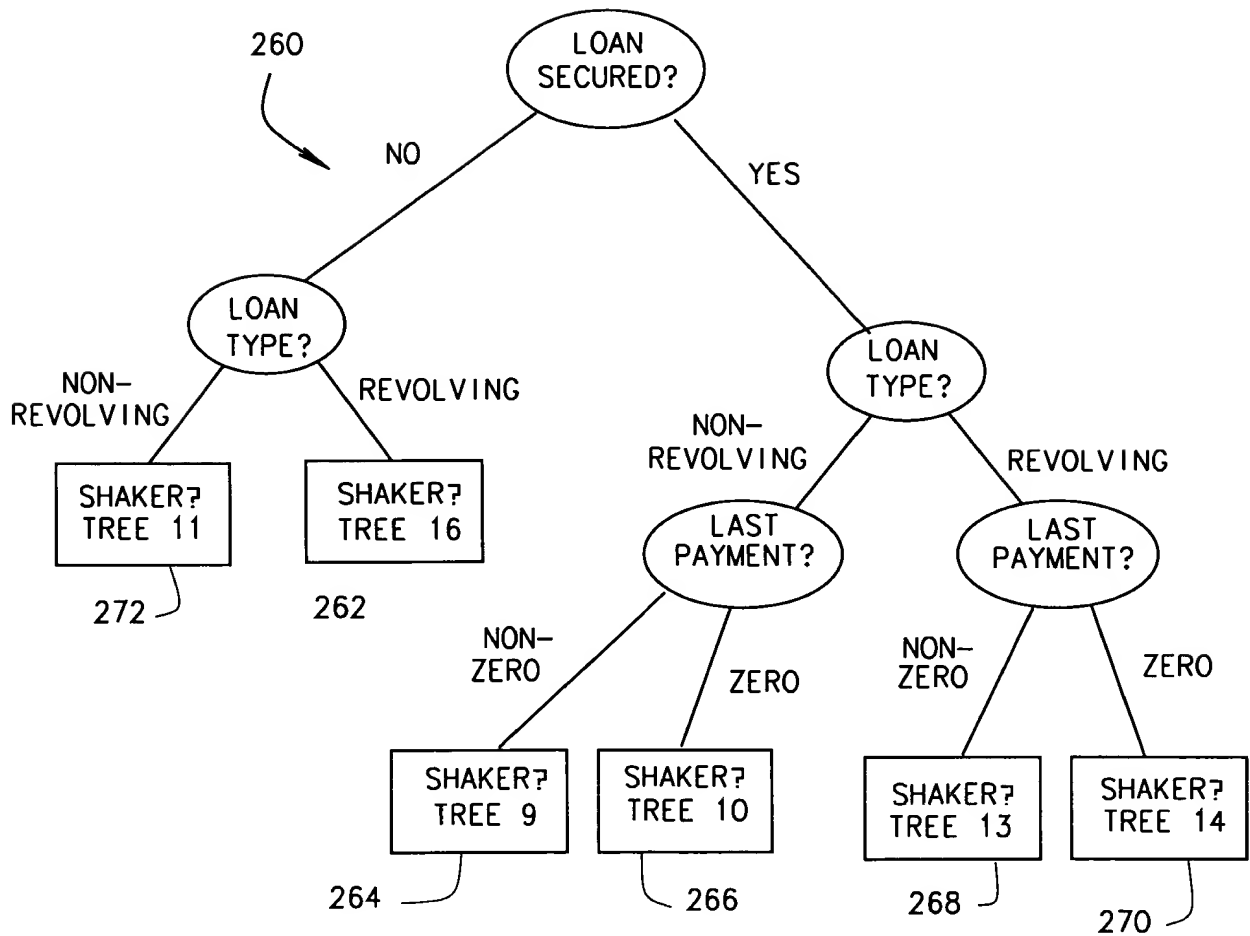 260
LOAN
SECURED?
NO
YES
LOAN
TYPE?
LOAN
TYPE?
NON-
REVOLVING
REVOLVING
NON-
REVOLVING
REVOLVING
SHAKER?
TREE 11
SHAKER?
TREE 16
LAST
PAYMENT?
LAST
PAYMENT?
272
262
NON-
ZERO
ZERO
NON-
ZERO
ZERO
SHAKER?
TREE 9
SHAKER?
TREE 10
SHAKER?
TREE 13
SHAKER?
TREE 14
264
266
268
270